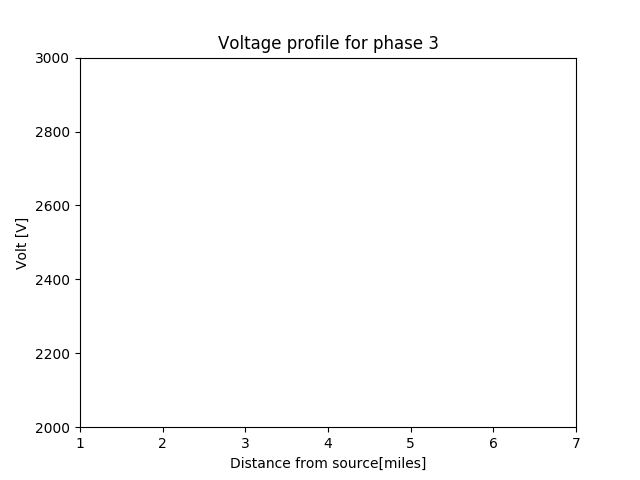 Voltage profile for phase 3
3000
2800
2600
2400
2200
2000
Volt [V]
1 2 3 4 5 6 7
Distance from source[miles]